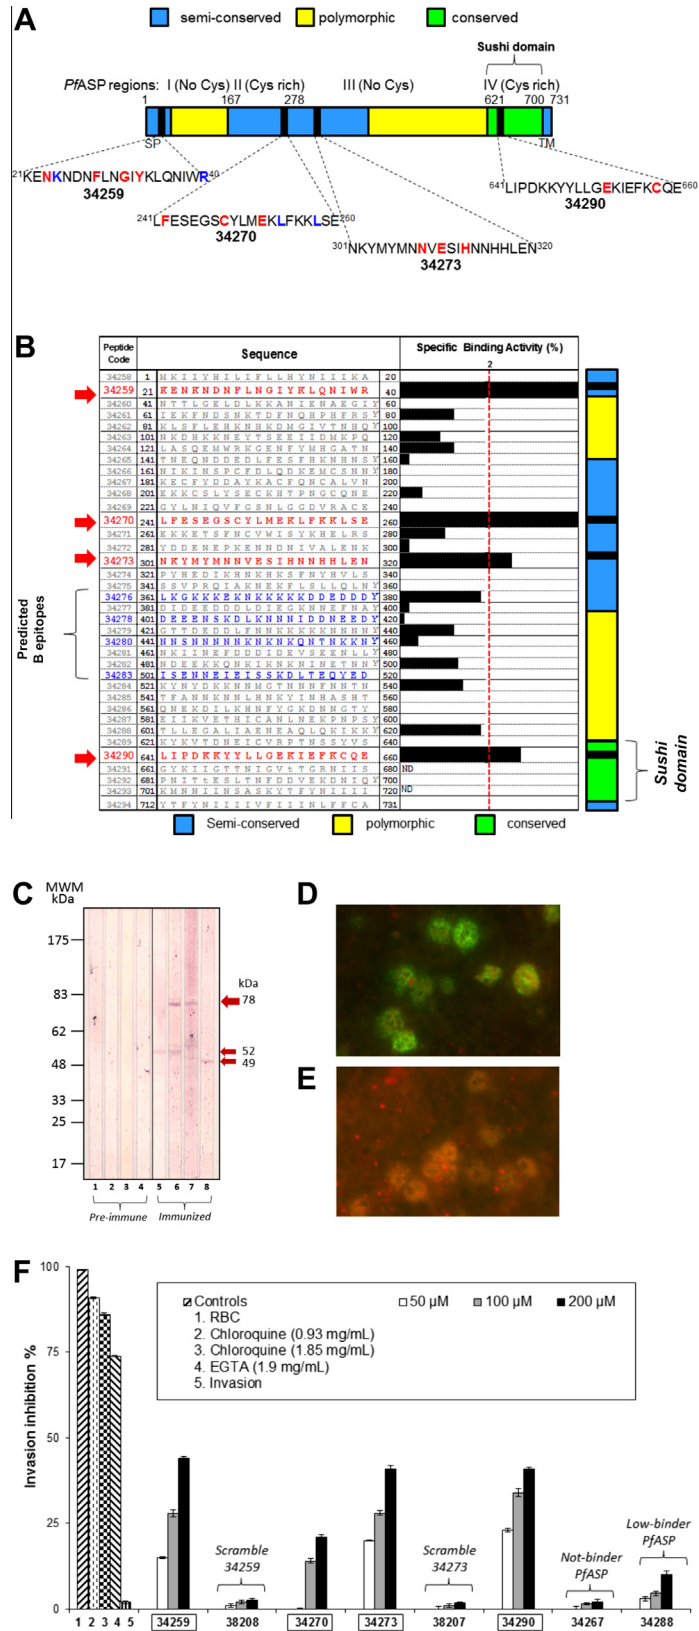 A
semi-conserved polymorphic conserved
Sushi domain
PfASP regions: I (No Cys) II (Cys rich) III (No Cys) IV (Cys rich)
1 167 278 621 700 731
SP TM
21KENKNDNFLNGIYKLQNIWR40
34259
641LIPDKKYYLLGEKIEFKCQE660
34290
241LFESEGSCYLMEKLFKKLSE260
34270
301NKYMYMNNVESIHNNHHLEN320
34273
B
Peptide Code Sequence Specific Binding Activity (%)
2
34258 1 MKIIYHILIFLLHYNIIIKA 20
34259 21 KENKNDNFLNGIYKLQNIWR 40
34260 41 NTTLGELDLKKANIENAEGIY 60
34261 61 IEKFNDSNKTDFNQHPHFRSY 80
34262 81 KLSFLEHKNHKDMGIVTNHQY 100
34263 101 NKDHKKNEYTSEEIIDMKPQ 120
34264 121 LASQEMWRKGENFYMHGATN 140
34265 141 TNEQNDDEDLFESFHKNHNSY 160
34266 161 NIKINSPCFDLQDKEMCSNNY 180
34267 181 KECFYDDAYKACFQNCALVN 200
34268 201 EKKCSLYSECKHTPNGCQNE 220
34269 221 GYLNIQVFGSNLGGDVRACE 240
34270 241 LFESEGSCYLMEKLFKKLSE 260
34271 261 EKKETSFNCVWISYKHELRS 280
34272 281 YDDENEPKENNDNIVALENK 300
34273 301 NKYMYMNNVESIHNNHHLEN 320
34274 321 PYHEDIKHNKHKSFNYHVLS 340
34275 341 SSVPRQIAKNEKFLSLNQLEY 360
34276 361 LKGKKKEKNKKKKKDDEDDDY 380
34277 381 DIDEEDDDLDIEGKNNEFNAY 400
34278 401 DEEENSKDLKNNNIDDNEEDY 420
34279 421 GTTDEDDLFNNKKKKNNNNM 440
34280 441 NNSNNNNNKNKNKQNTNKKNY 460
34281 461 NKIINEFDDDIDEVSEENLLY 480
34282 481 NDEEKKQNKIKNKNINETNNY 500
34283 501 ISENNEIEISSKDLTEQYED 520
34284 521 KYNYDKKNNMGTNNNFNNTN 540
34285 541 TFANNKNNLHNKYINHASHT 560
34286 561 QNEKDILKHNFYGKDNNGTY 580
34287 581 EIIKVETHICANLNEKPNPSY 600
34288 601 TLLEGALIAENEAQLQKIKKY 620
34289 621 KYKVTDNEICVRPTNSSYVS 640
34290 641 LIPDKKYYLLGEKIEFKCQE 660
34291 661 GYKIIGTTNIGVtTGRNIIS 680 ND
34292 681 PNITtESLTNFDDVEKDNIQY 700
34293 701 KMNNIINSASKYTIFSNYIIII 720 ND
34294 712 YTFYNIIIIVFIIINLFFCA 731
Predicted B epitopes
Sushi domain
Semi-conserved polymorphic conserved
C
MWM
kDa
175
83
62
48
33
25
17
kDa
78
52
49
1 2 3 4 5 6 7 8
Pre-immune Immunized
D
E
F
Invasion inhibition %
100
75
50
25
0
Controls 50 µM 100 µM 200 µM
1. RBC
2. Chloroquine (0.93 mg/mL)
3. Chloroquine (1.85 mg/mL)
4. EGTA (1.9 mg/mL)
5. Invasion
Scramble 34259
Scramble 34273
Not-binder PfASP
Low-binder PfASP
1 2 3 4 5 34259 38208 34270 34273 38207 34290 34267 34288